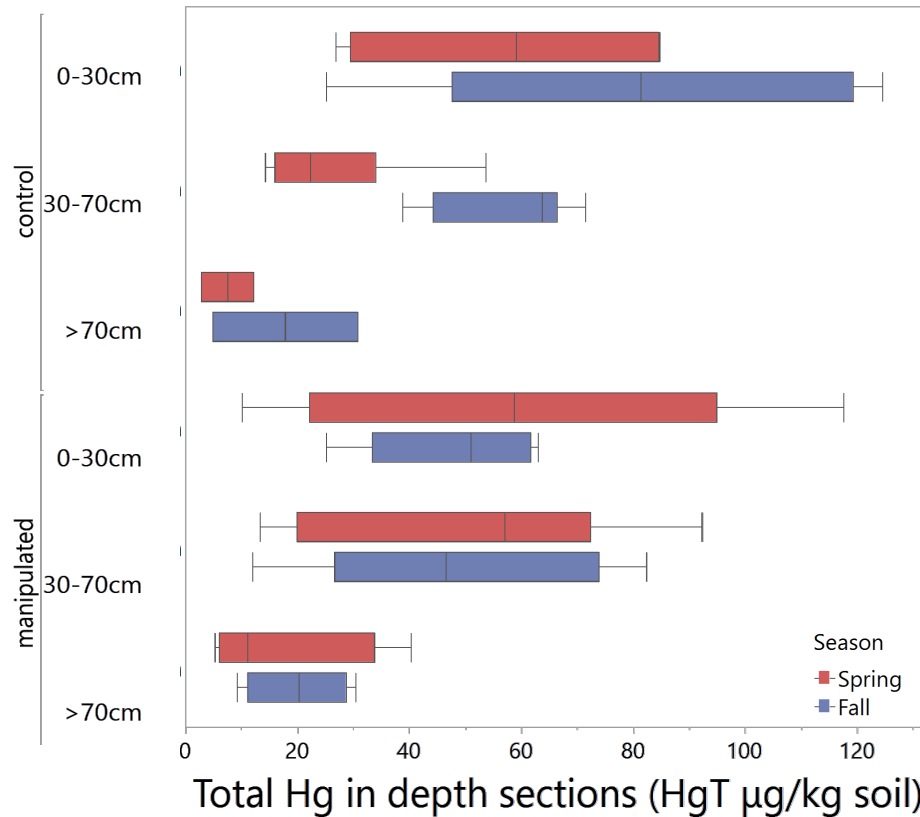 control
0-30cm
30-70cm
>70cm
manipulated
0-30cm
30-70cm
>70cm
Season
Spring
Fall
0 20 40 60 80 100 120
Total Hg in depth sections (HgT µg/kg soil)